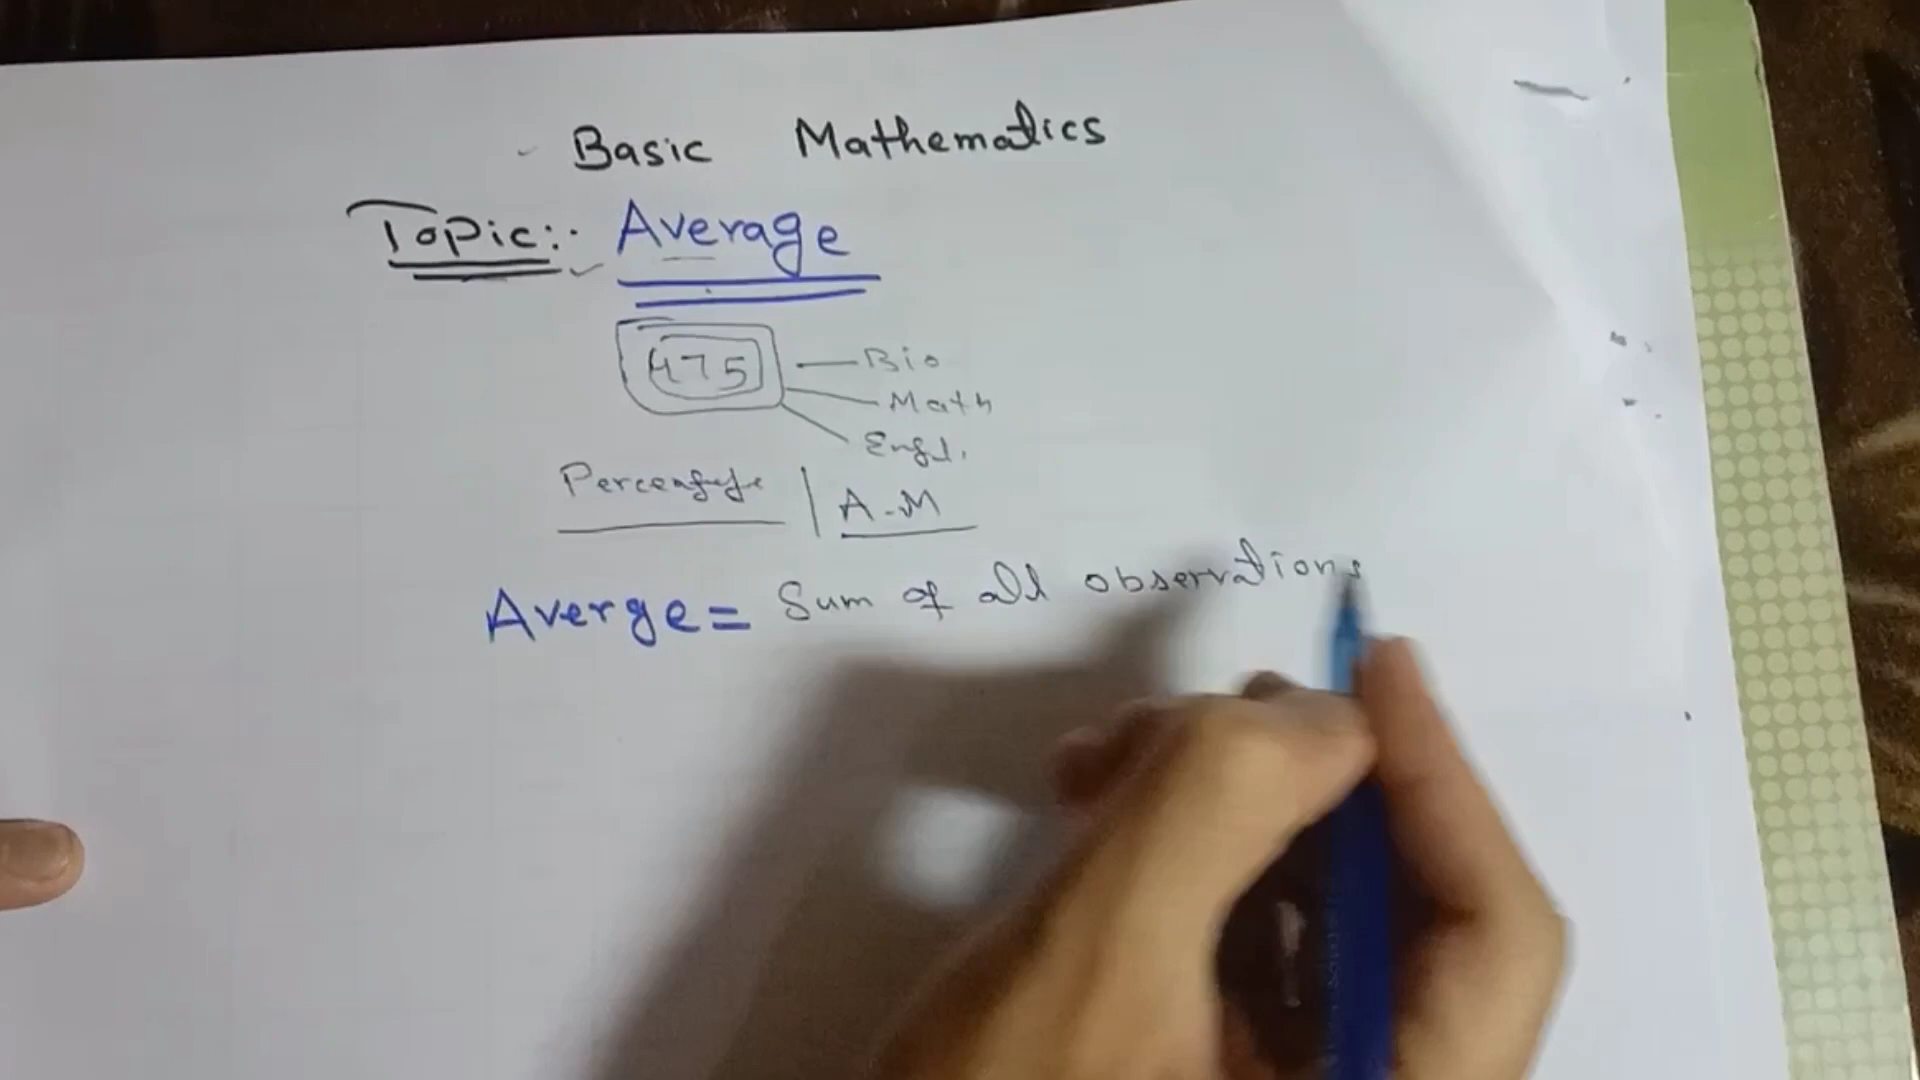 Basic Mathematics
Topic:- Average
475 Bio
Math
Engl.
Percentage | A.M
Averge = Sum of all observations